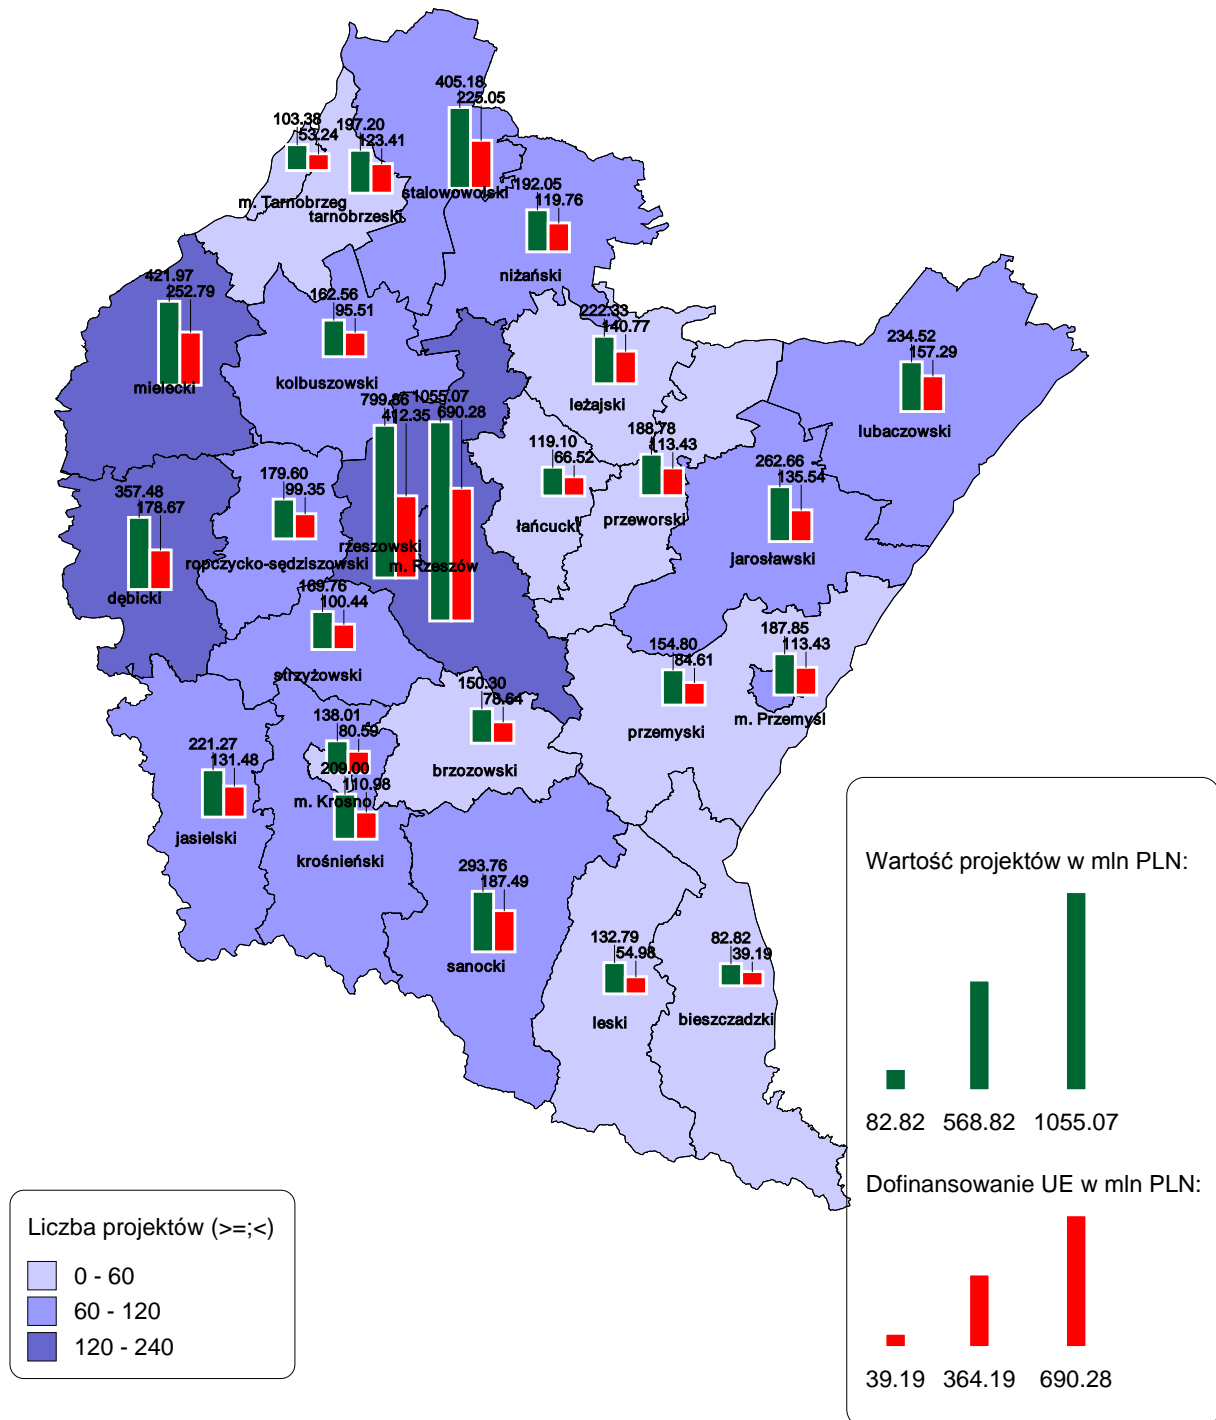 405.18
225.05
103.38
53.24
197.20
123.41
m. Tarnobrzeg
tarnobrzeski
stalowowolski
192.05
119.76
niżański
421.97
252.79
mielecki
162.56
95.51
kolbuszowski
222.33
140.77
leżajski
234.52
157.29
lubaczowski
799.86
412.35
rzeszowski
1055.07
690.28
m. Rzeszów
119.10
66.52
łańcucki
188.78
113.43
przeworski
262.66
135.54
jarosławski
357.48
178.67
dębicki
179.60
99.35
ropczycko-sędziszowski
169.76
100.44
strzyżowski
154.80
84.61
przemyski
187.85
113.43
m. Przemyśl
150.30
78.64
brzozowski
138.01
80.59
m. Krosno
209.00
110.98
krośnieński
221.27
131.48
jasielski
293.76
187.49
sanocki
132.79
54.98
leski
82.82
39.19
bieszczadzki
Wartość projektów w mln PLN:
82.82 568.82 1055.07
Dofinansowanie UE w mln PLN:
39.19 364.19 690.28
Liczba projektów (>=;<)
0 - 60
60 - 120
120 - 240